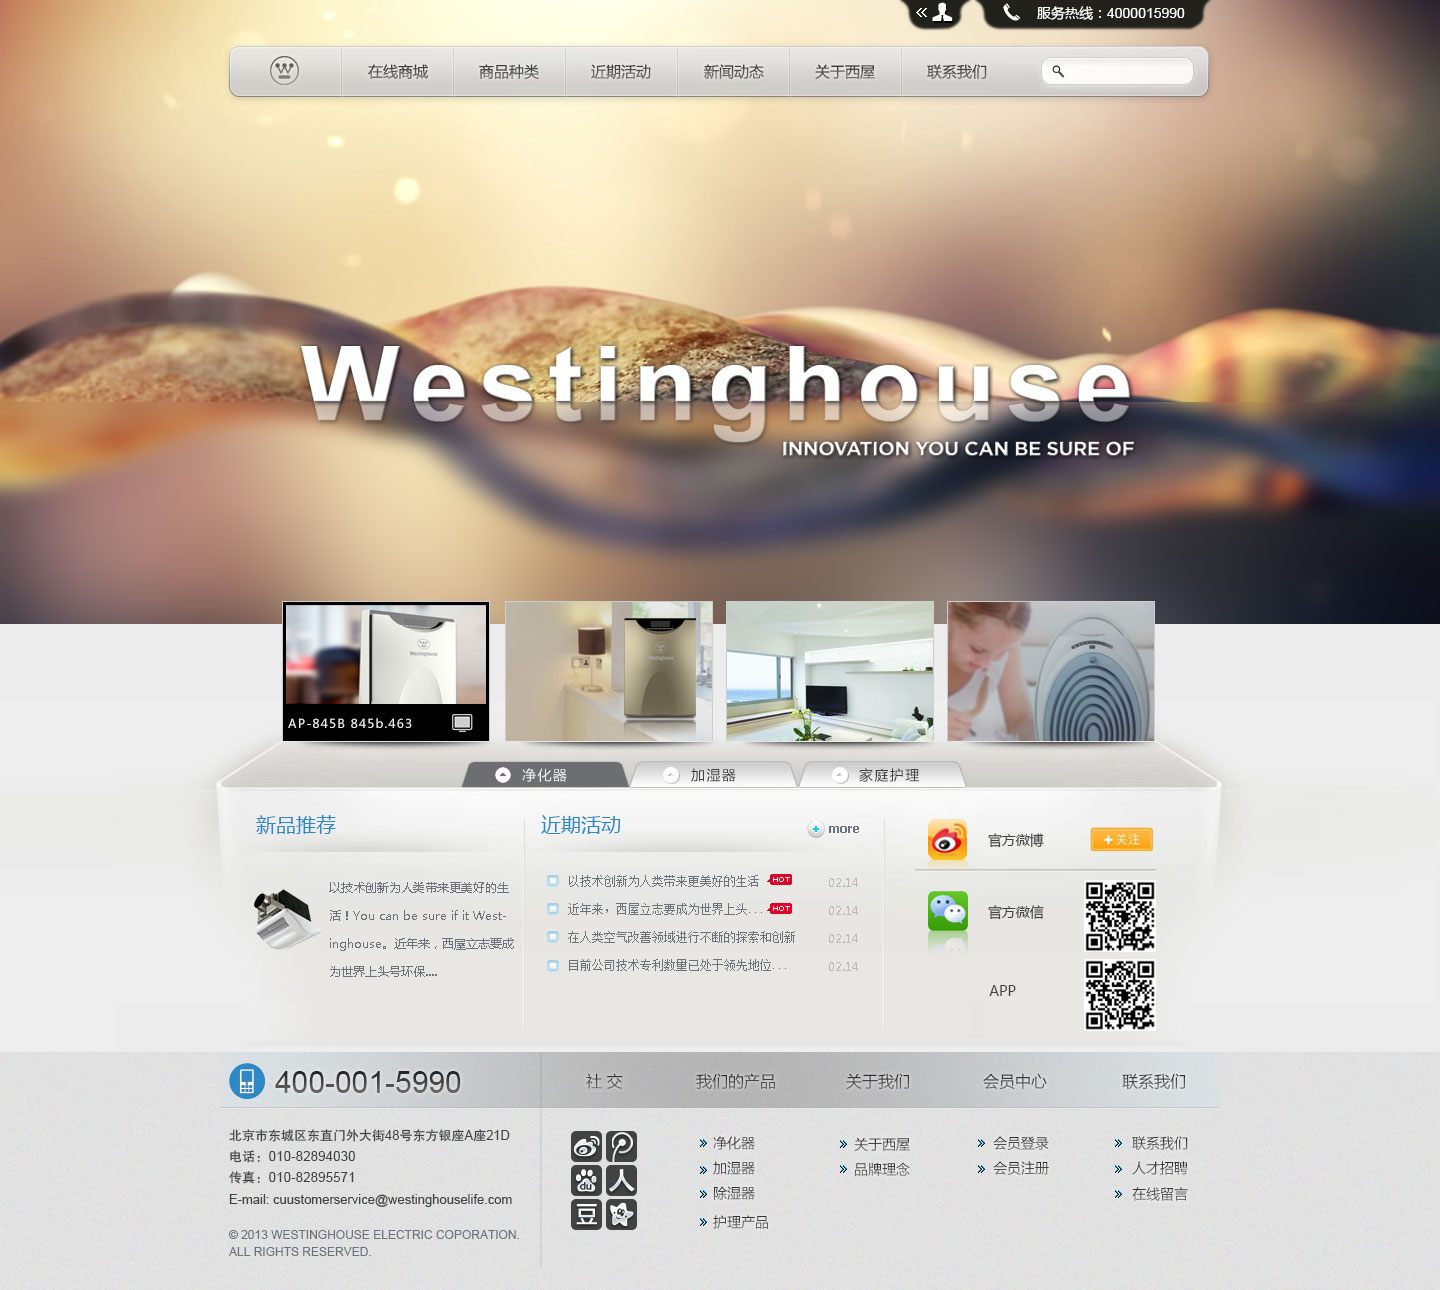 服务热线：4000015990
在线商城 商品种类 近期活动 新闻动态 关于西屋 联系我们
Westinghouse
INNOVATION YOU CAN BE SURE OF
Westinghouse
Westinghouse
AP-845B 845b.463
净化器 加湿器 家庭护理
新品推荐
以技术创新为人类带来更美好的生
活！You can be sure if it West-
inghouse。近年来，西屋立志要成
为世界上头号环保....
近期活动 more
以技术创新为人类带来更美好的生活 HOT 02.14
近年来，西屋立志要成为世界上头... HOT 02.14
在人类空气改善领域进行不断的探索和创新 02.14
目前公司技术专利数量已处于领先地位... 02.14
官方微博 关注
官方微信
APP
400-001-5990
北京市东城区东直门外大街48号东方银座A座21D
电话：010-82894030
传真：010-82895571
E-mail: cuustomerservice@westinghouselife.com
© 2013 WESTINGHOUSE ELECTRIC COPORATION.
ALL RIGHTS RESERVED.
社 交
du
人
豆
我们的产品
净化器
加湿器
除湿器
护理产品
关于我们
关于西屋
品牌理念
会员中心
会员登录
会员注册
联系我们
联系我们
人才招聘
在线留言